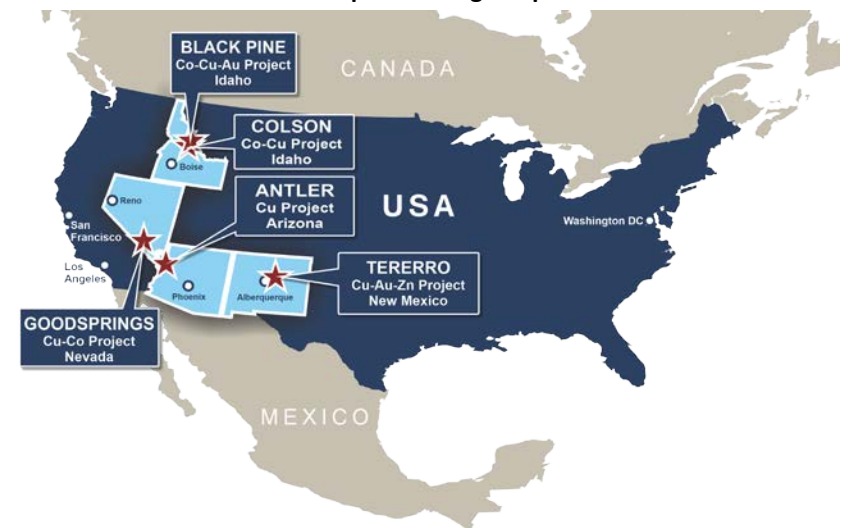 CANADA
BLACK PINE
Co-Cu-Au Project
Idaho
COLSON
Co-Cu Project
Idaho
Boise
ANTLER
Cu Project
Arizona
Reno
USA
San
Francisco
Washington DC
Los
Angeles
TERERRO
Cu-Au-Zn Project
New Mexico
Phoenix
Alberquerque
GOODSPRINGS
Cu-Co Project
Nevada
MEXICO